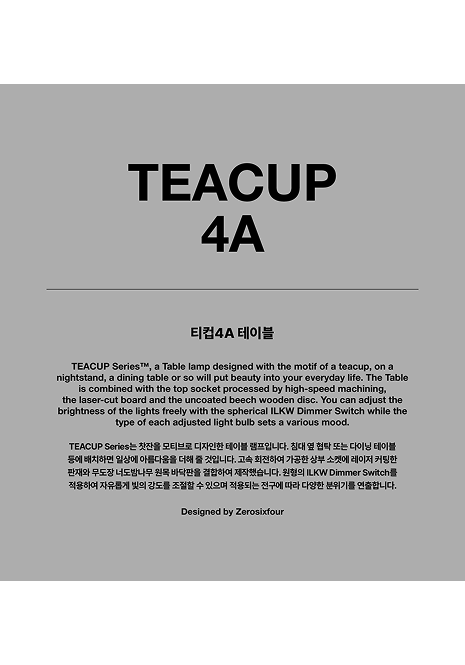 TEACUP
4A
티컵4A 테이블
TEACUP Series™, a Table lamp designed with the motif of a teacup, on a
nightstand, a dining table or so will put beauty into your everyday life. The Table
is combined with the top socket processed by high-speed machining,
the laser-cut board and the uncoated beech wooden disc. You can adjust the
brightness of the lights freely with the spherical ILKW Dimmer Switch while the
type of each adjusted light bulb sets a various mood.
TEACUP Series는 찻잔을 모티브로 디자인한 테이블 램프입니다. 침대 옆 협탁 또는 다이닝 테이블
등에 배치하면 일상에 아름다움을 더해 줄 것입니다. 고속 회전하여 가공한 상부 소켓에 레이저 커팅한
판재와 무도장 너도밤나무 원목 바닥판을 결합하여 제작했습니다. 원형의 ILKW Dimmer Switch를
적용하여 자유롭게 빛의 강도를 조절할 수 있으며 적용되는 전구에 따라 다양한 분위기를 연출합니다.
Designed by Zerosixfour